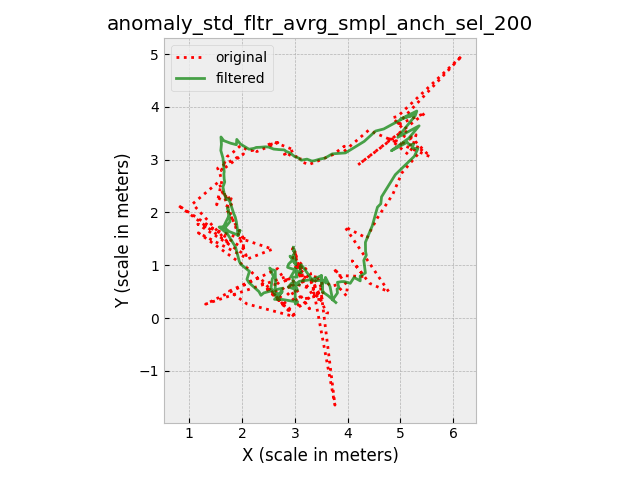 anomaly_std_fltr_avrg_smpl_anch_sel_200
original
filtered
5
4
3
2
1
0
−1
Y (scale in meters)
1 2 3 4 5 6
X (scale in meters)